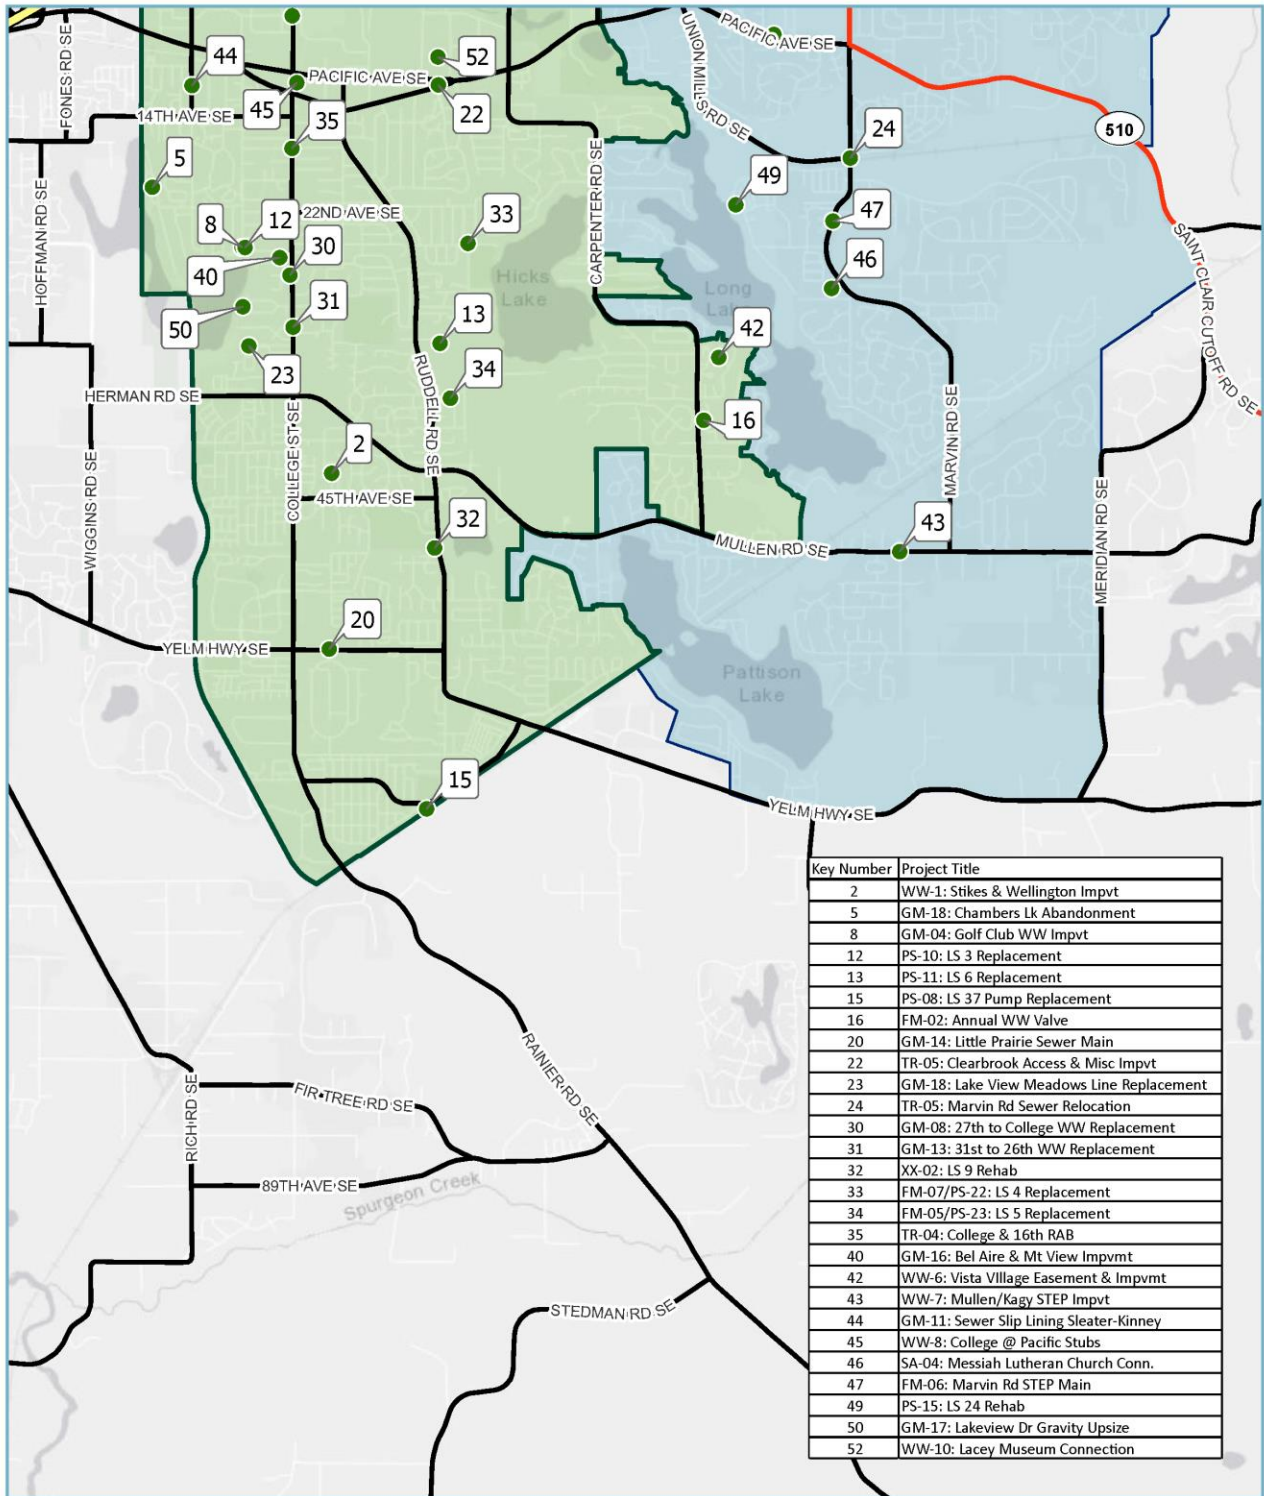 FONES RD SE
44
52
UNION MILLS RD SE
PACIFIC AVE SE
PACIFIC AVE SE
45
22
14TH AVE SE
35
24
510
5
CARPENTER RD SE
49
HOFFMAN RD SE
22ND AVE SE
8
12
33
47
40
30
Hicks
Lake
46
SAINT CLAIR CUTOFF RD SE
Long
Lake
50
31
13
42
23
34
RUDDELL RD SE
HERMAN RD SE
16
MARVIN RD SE
COLLEGE ST SE
2
45TH AVE SE
WIGGINS RD SE
32
43
MULLEN RD SE
MERIDIAN RD SE
20
YELM HWY SE
Pattison
Lake
15
YELM HWY SE
RAINIER RD SE
RICH RD SE
FIR TREE RD SE
89TH AVE SE
Spurgeon Creek
STEDMAN RD SE
Key Number Project Title
2 WW-1: Stikes & Wellington Impvt
5 GM-18: Chambers Lk Abandonment
8 GM-04: Golf Club WW Impvt
12 PS-10: LS 3 Replacement
13 PS-11: LS 6 Replacement
15 PS-08: LS 37 Pump Replacement
16 FM-02: Annual WW Valve
20 GM-14: Little Prairie Sewer Main
22 TR-05: Clearbrook Access & Misc Impvt
23 GM-18: Lake View Meadows Line Replacement
24 TR-05: Marvin Rd Sewer Relocation
30 GM-08: 27th to College WW Replacement
31 GM-13: 31st to 26th WW Replacement
32 XX-02: LS 9 Rehab
33 FM-07/PS-22: LS 4 Replacement
34 FM-05/PS-23: LS 5 Replacement
35 TR-04: College & 16th RAB
40 GM-16: Bel Aire & Mt View Impvmt
42 WW-6: Vista VIllage Easement & Impvmt
43 WW-7: Mullen/Kagy STEP Impvt
44 GM-11: Sewer Slip Lining Sleater-Kinney
45 WW-8: College @ Pacific Stubs
46 SA-04: Messiah Lutheran Church Conn.
47 FM-06: Marvin Rd STEP Main
49 PS-15: LS 24 Rehab
50 GM-17: Lakeview Dr Gravity Upsize
52 WW-10: Lacey Museum Connection